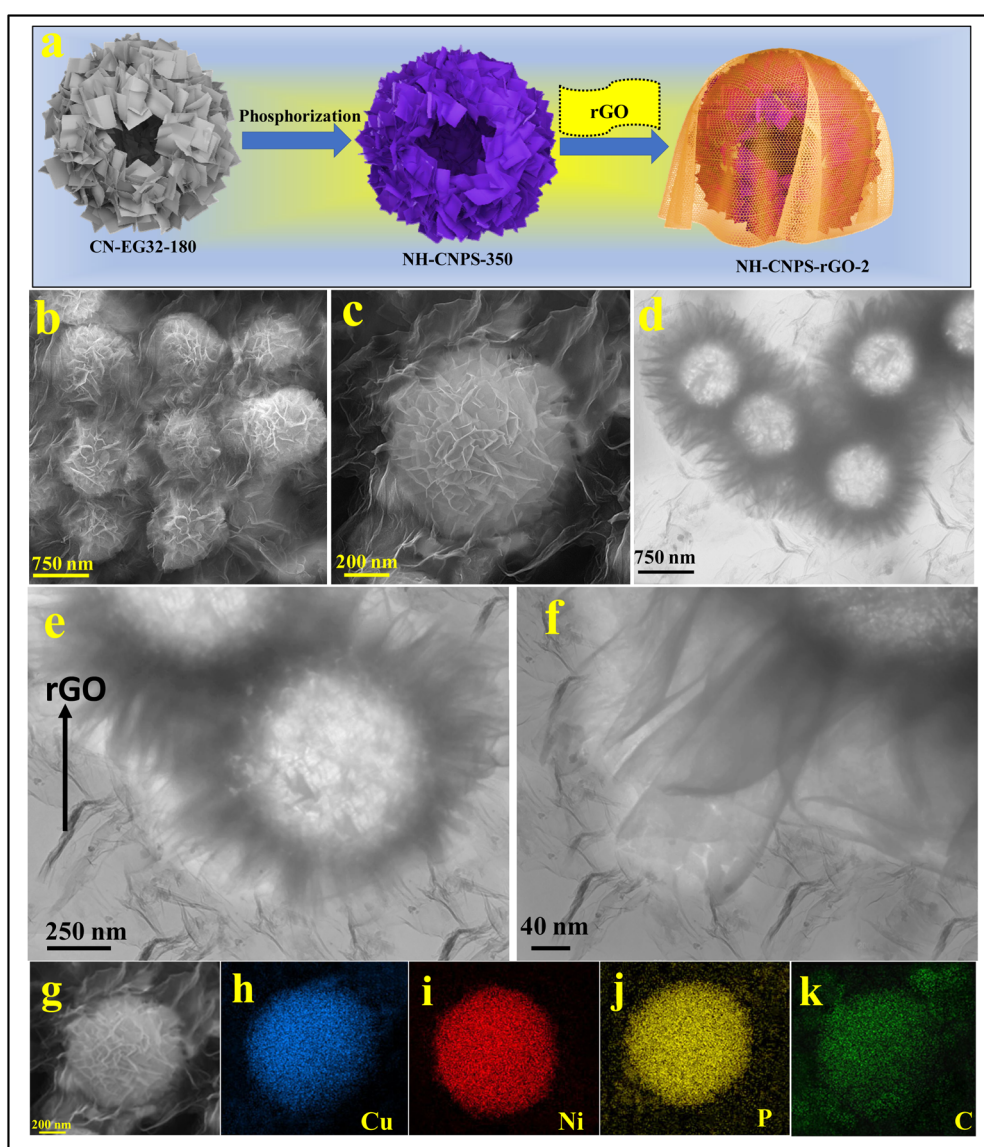 a
Phosphorization
rGO
CN-EG32-180
NH-CNPS-350
NH-CNPS-rGO-2
b
750 nm
c
200 nm
d
750 nm
e
rGO
250 nm
f
40 nm
g
200 nm
h
Cu
i
Ni
j
P
k
C